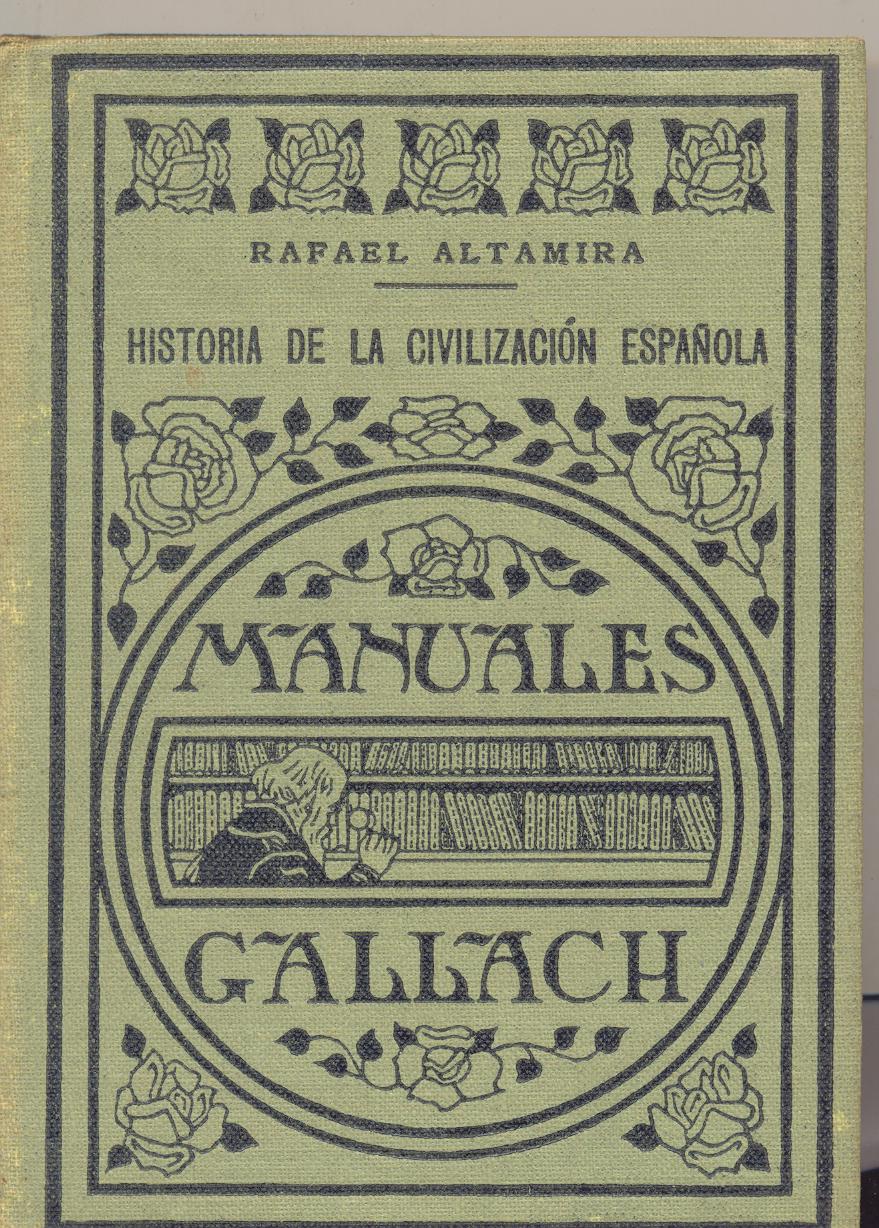 RAFAEL ALTAMIRA
HISTORIA DE LA CIVILIZACIÓN ESPAÑOLA
MANUALES
GALLACH